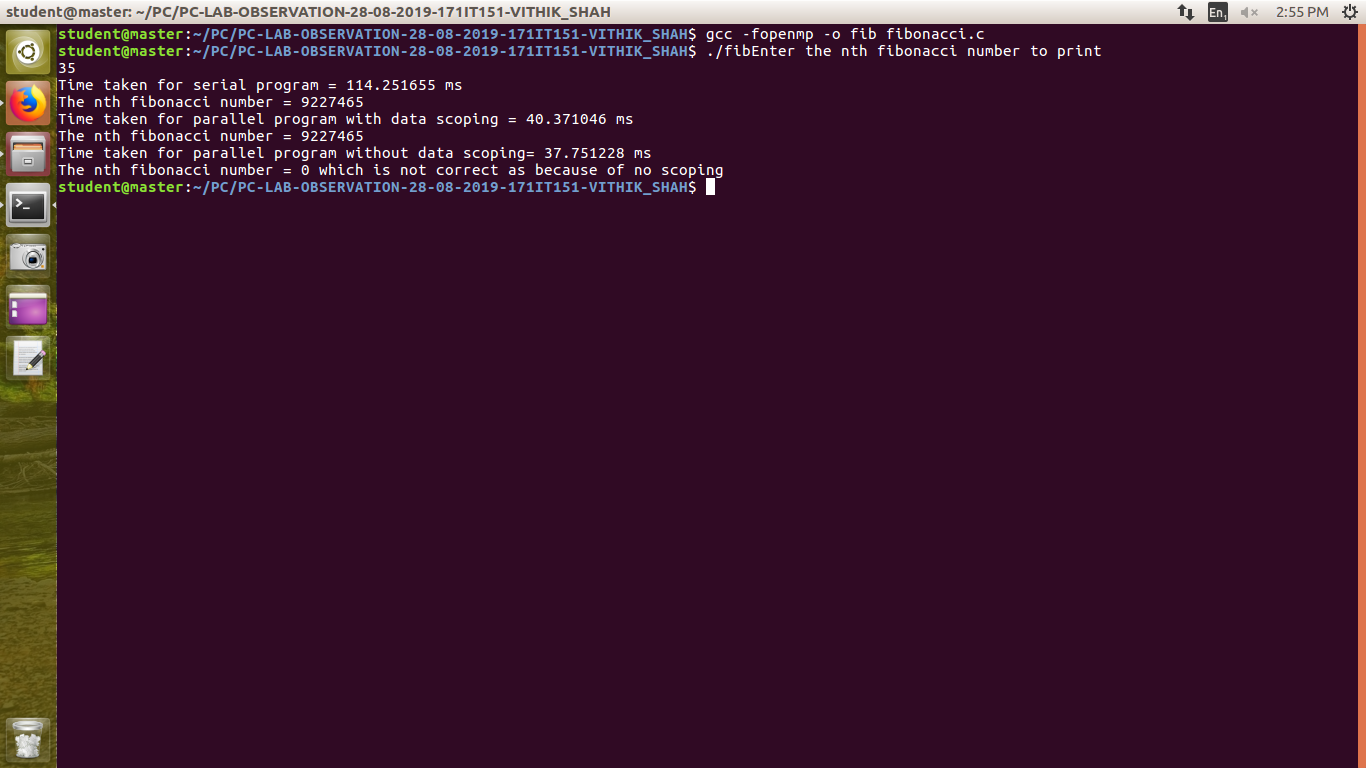 student@master: ~/PC/PC-LAB-OBSERVATION-28-08-2019-171IT151-VITHIK_SHAH
En1
2:55 PM
student@master:~/PC/PC-LAB-OBSERVATION-28-08-2019-171IT151-VITHIK_SHAH$ gcc -fopenmp -o fib fibonacci.c
student@master:~/PC/PC-LAB-OBSERVATION-28-08-2019-171IT151-VITHIK_SHAH$ ./fibEnter the nth fibonacci number to print
35
Time taken for serial program = 114.251655 ms
The nth fibonacci number = 9227465
Time taken for parallel program with data scoping = 40.371046 ms
The nth fibonacci number = 9227465
Time taken for parallel program without data scoping= 37.751228 ms
The nth fibonacci number = 0 which is not correct as because of no scoping
student@master:~/PC/PC-LAB-OBSERVATION-28-08-2019-171IT151-VITHIK_SHAH$